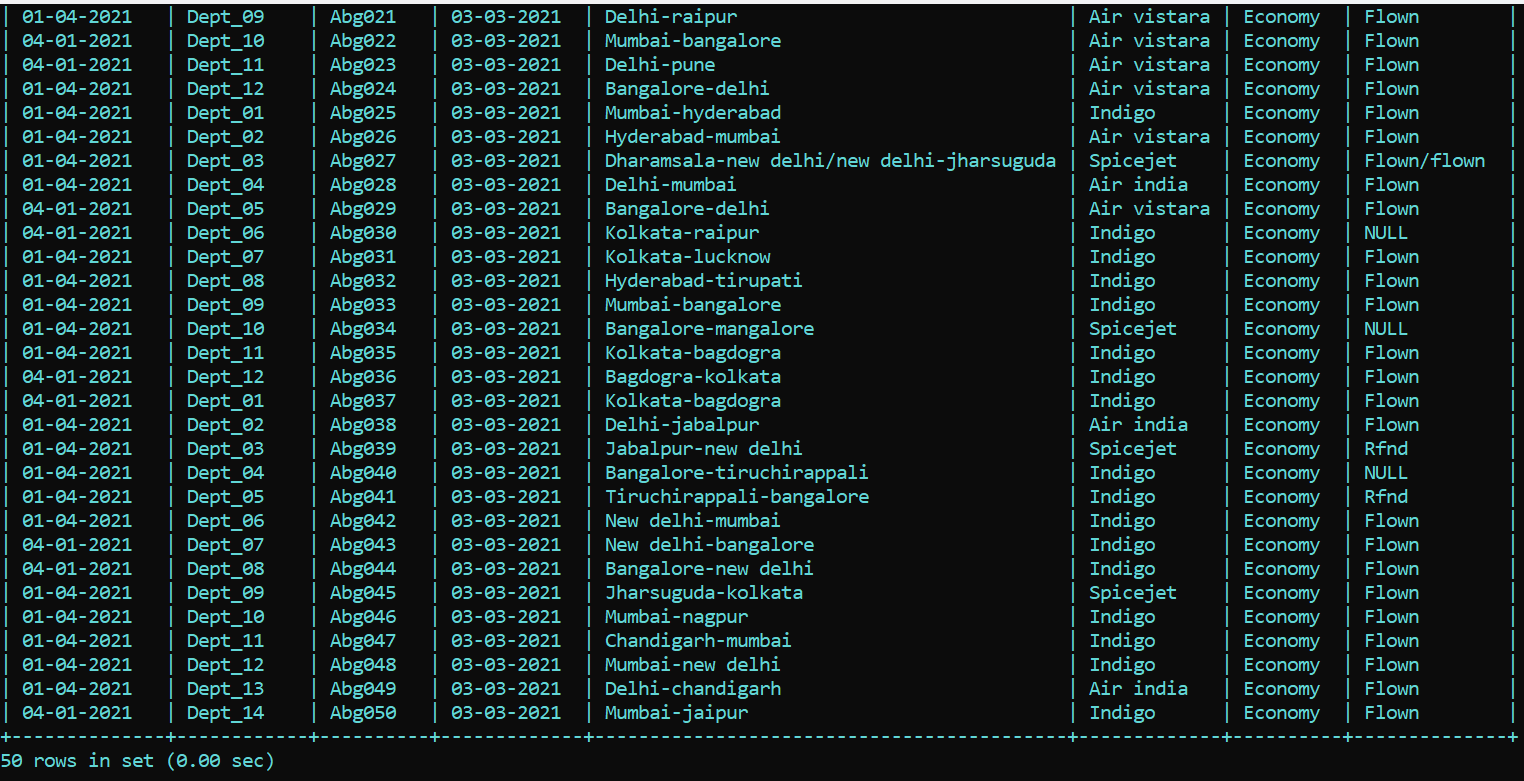 | 01-04-2021 | Dept_09 | Abg021 | 03-03-2021 | Delhi-raipur | Air vistara | Economy | Flown |
| 04-01-2021 | Dept_10 | Abg022 | 03-03-2021 | Mumbai-bangalore | Air vistara | Economy | Flown |
| 04-01-2021 | Dept_11 | Abg023 | 03-03-2021 | Delhi-pune | Air vistara | Economy | Flown |
| 04-01-2021 | Dept_12 | Abg024 | 03-03-2021 | Bangalore-delhi | Air vistara | Economy | Flown |
| 01-04-2021 | Dept_01 | Abg025 | 03-03-2021 | Mumbai-hyderabad | Indigo | Economy | Flown |
| 01-04-2021 | Dept_02 | Abg026 | 03-03-2021 | Hyderabad-mumbai | Air vistara | Economy | Flown |
| 01-04-2021 | Dept_03 | Abg027 | 03-03-2021 | Dharamsala-new delhi/new delhi-jharsuguda | Spicejet | Economy | Flown/flown |
| 01-04-2021 | Dept_04 | Abg028 | 03-03-2021 | Delhi-mumbai | Air india | Economy | Flown |
| 04-01-2021 | Dept_05 | Abg029 | 03-03-2021 | Bangalore-delhi | Air vistara | Economy | Flown |
| 04-01-2021 | Dept_06 | Abg030 | 03-03-2021 | Kolkata-raipur | Indigo | Economy | NULL |
| 01-04-2021 | Dept_07 | Abg031 | 03-03-2021 | Kolkata-lucknow | Indigo | Economy | Flown |
| 01-04-2021 | Dept_08 | Abg032 | 03-03-2021 | Hyderabad-tirupati | Indigo | Economy | Flown |
| 01-04-2021 | Dept_09 | Abg033 | 03-03-2021 | Mumbai-bangalore | Indigo | Economy | Flown |
| 01-04-2021 | Dept_10 | Abg034 | 03-03-2021 | Bangalore-mangalore | Spicejet | Economy | NULL |
| 01-04-2021 | Dept_11 | Abg035 | 03-03-2021 | Kolkata-bagdogra | Indigo | Economy | Flown |
| 04-01-2021 | Dept_12 | Abg036 | 03-03-2021 | Bagdogra-kolkata | Indigo | Economy | Flown |
| 04-01-2021 | Dept_01 | Abg037 | 03-03-2021 | Kolkata-bagdogra | Indigo | Economy | Flown |
| 01-04-2021 | Dept_02 | Abg038 | 03-03-2021 | Delhi-jabalpur | Air india | Economy | Flown |
| 01-04-2021 | Dept_03 | Abg039 | 03-03-2021 | Jabalpur-new delhi | Spicejet | Economy | Rfnd |
| 04-01-2021 | Dept_04 | Abg040 | 03-03-2021 | Bangalore-tiruchirappali | Indigo | Economy | NULL |
| 01-04-2021 | Dept_05 | Abg041 | 03-03-2021 | Tiruchirappali-bangalore | Indigo | Economy | Rfnd |
| 01-04-2021 | Dept_06 | Abg042 | 03-03-2021 | New delhi-mumbai | Indigo | Economy | Flown |
| 04-01-2021 | Dept_07 | Abg043 | 03-03-2021 | New delhi-bangalore | Indigo | Economy | Flown |
| 04-01-2021 | Dept_08 | Abg044 | 03-03-2021 | Bangalore-new delhi | Indigo | Economy | Flown |
| 01-04-2021 | Dept_09 | Abg045 | 03-03-2021 | Jharsuguda-kolkata | Spicejet | Economy | Flown |
| 01-04-2021 | Dept_10 | Abg046 | 03-03-2021 | Mumbai-nagpur | Indigo | Economy | Flown |
| 01-04-2021 | Dept_11 | Abg047 | 03-03-2021 | Chandigarh-mumbai | Indigo | Economy | Flown |
| 01-04-2021 | Dept_12 | Abg048 | 03-03-2021 | Mumbai-new delhi | Indigo | Economy | Flown |
| 01-04-2021 | Dept_13 | Abg049 | 03-03-2021 | Delhi-chandigarh | Air india | Economy | Flown |
| 04-01-2021 | Dept_14 | Abg050 | 03-03-2021 | Mumbai-jaipur | Indigo | Economy | Flown |
+--------------+------------+----------+-------------+-------------------------------------------+-------------+----------+--------------+
50 rows in set (0.00 sec)